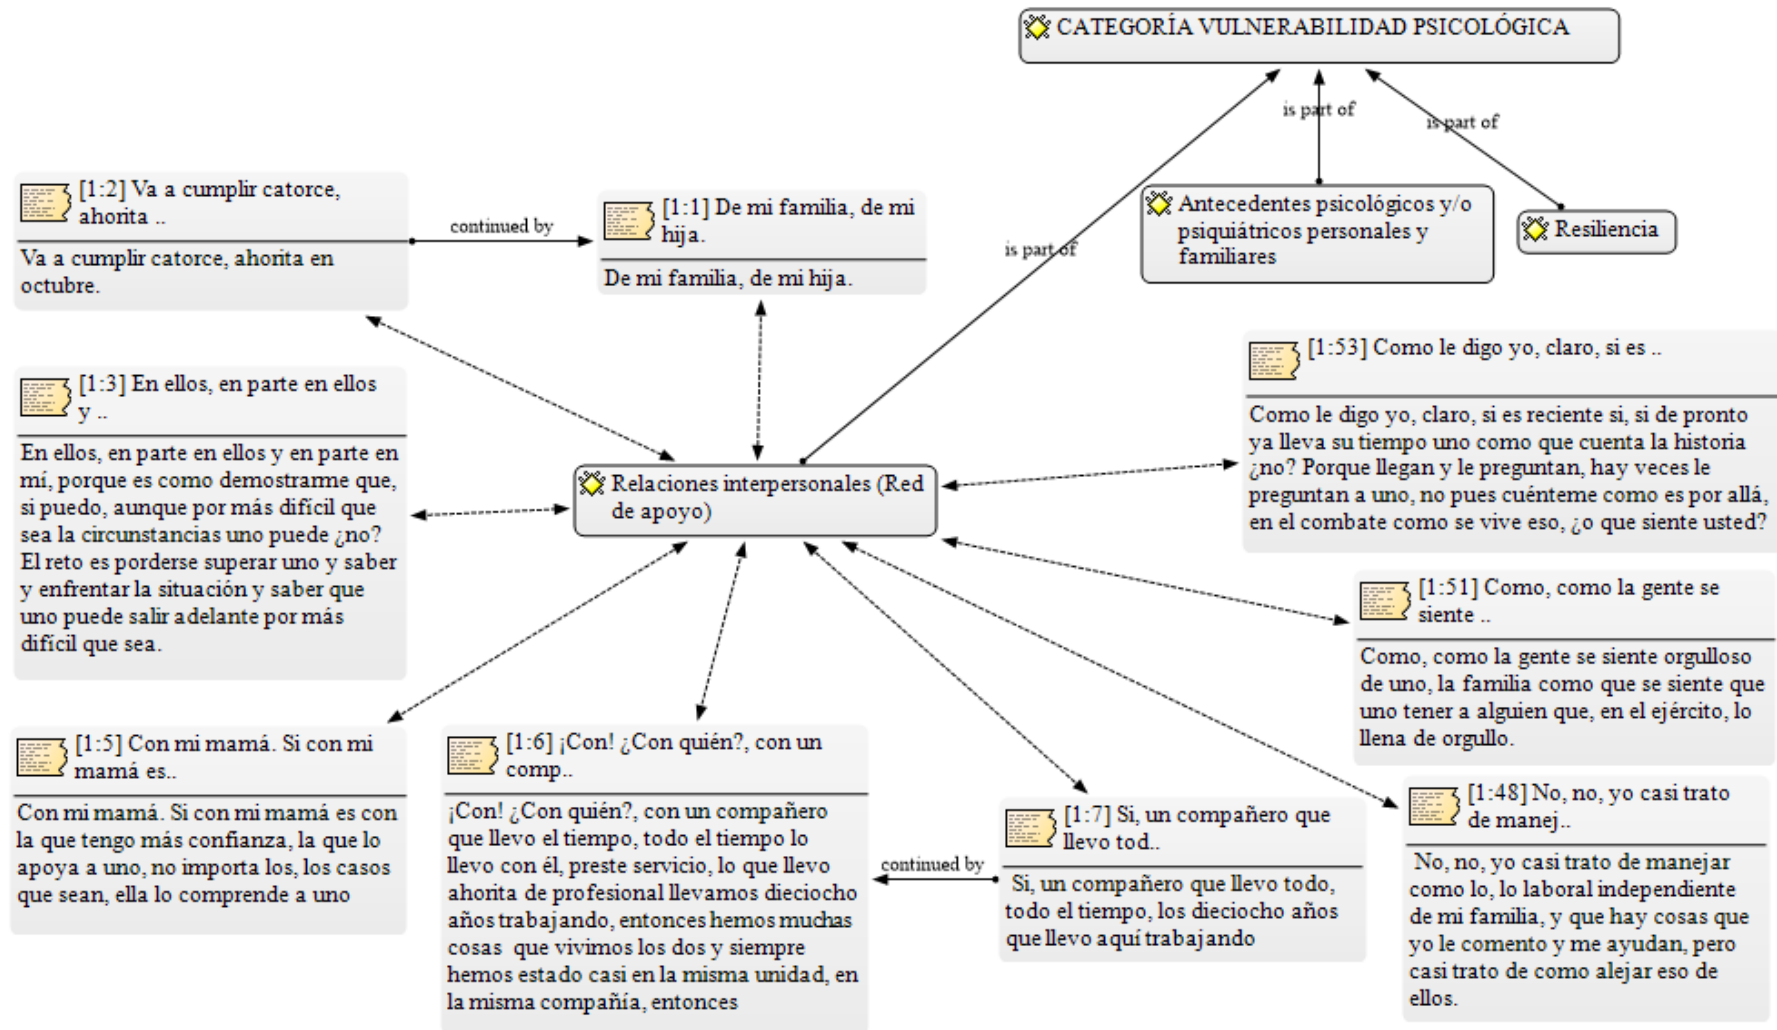 CATEGORÍA VULNERABILIDAD PSICOLÓGICA
is part of
is part of
is part of
Antecedentes psicológicos y/o
psiquiátricos personales y
familiares
Resiliencia
[1:2] Va a cumplir catorce,
ahorita ..
Va a cumplir catorce, ahorita en
octubre.
continued by
[1:1] De mi familia, de mi
hija.
De mi familia, de mi hija.
[1:3] En ellos, en parte en ellos
y ..
En ellos, en parte en ellos y en parte en
mí, porque es como demostrarme que,
si puedo, aunque por más difícil que
sea la circunstancias uno puede ¿no?
El reto es porderse superar uno y saber
y enfrentar la situación y saber que
uno puede salir adelante por más
difícil que sea.
Relaciones interpersonales (Red
de apoyo)
[1:53] Como le digo yo, claro, si es ..
Como le digo yo, claro, si es reciente si, si de pronto
ya lleva su tiempo uno como que cuenta la historia
¿no? Porque llegan y le preguntan, hay veces le
preguntan a uno, no pues cuénteme como es por allá,
en el combate como se vive eso, ¿o que siente usted?
[1:51] Como, como la gente se
siente ..
Como, como la gente se siente orgulloso
de uno, la familia como que se siente que
uno tener a alguien que, en el ejército, lo
llena de orgullo.
[1:5] Con mi mamá. Si con mi
mamá es..
Con mi mamá. Si con mi mamá es con
la que tengo más confianza, la que lo
apoya a uno, no importa los, los casos
que sean, ella lo comprende a uno
[1:6] ¡Con! ¿Con quién?, con un
comp..
¡Con! ¿Con quién?, con un compañero
que llevo el tiempo, todo el tiempo lo
llevo con él, preste servicio, lo que llevo
ahorita de profesional llevamos dieciocho
años trabajando, entonces hemos muchas
cosas que vivimos los dos y siempre
hemos estado casi en la misma unidad, en
la misma compañía, entonces
continued by
[1:7] Si, un compañero que
llevo tod..
Si, un compañero que llevo todo,
todo el tiempo, los dieciocho años
que llevo aquí trabajando
[1:48] No, no, yo casi trato
de manej..
No, no, yo casi trato de manejar
como lo, lo laboral independiente
de mi familia, y que hay cosas que
yo le comento y me ayudan, pero
casi trato de como alejar eso de
ellos.